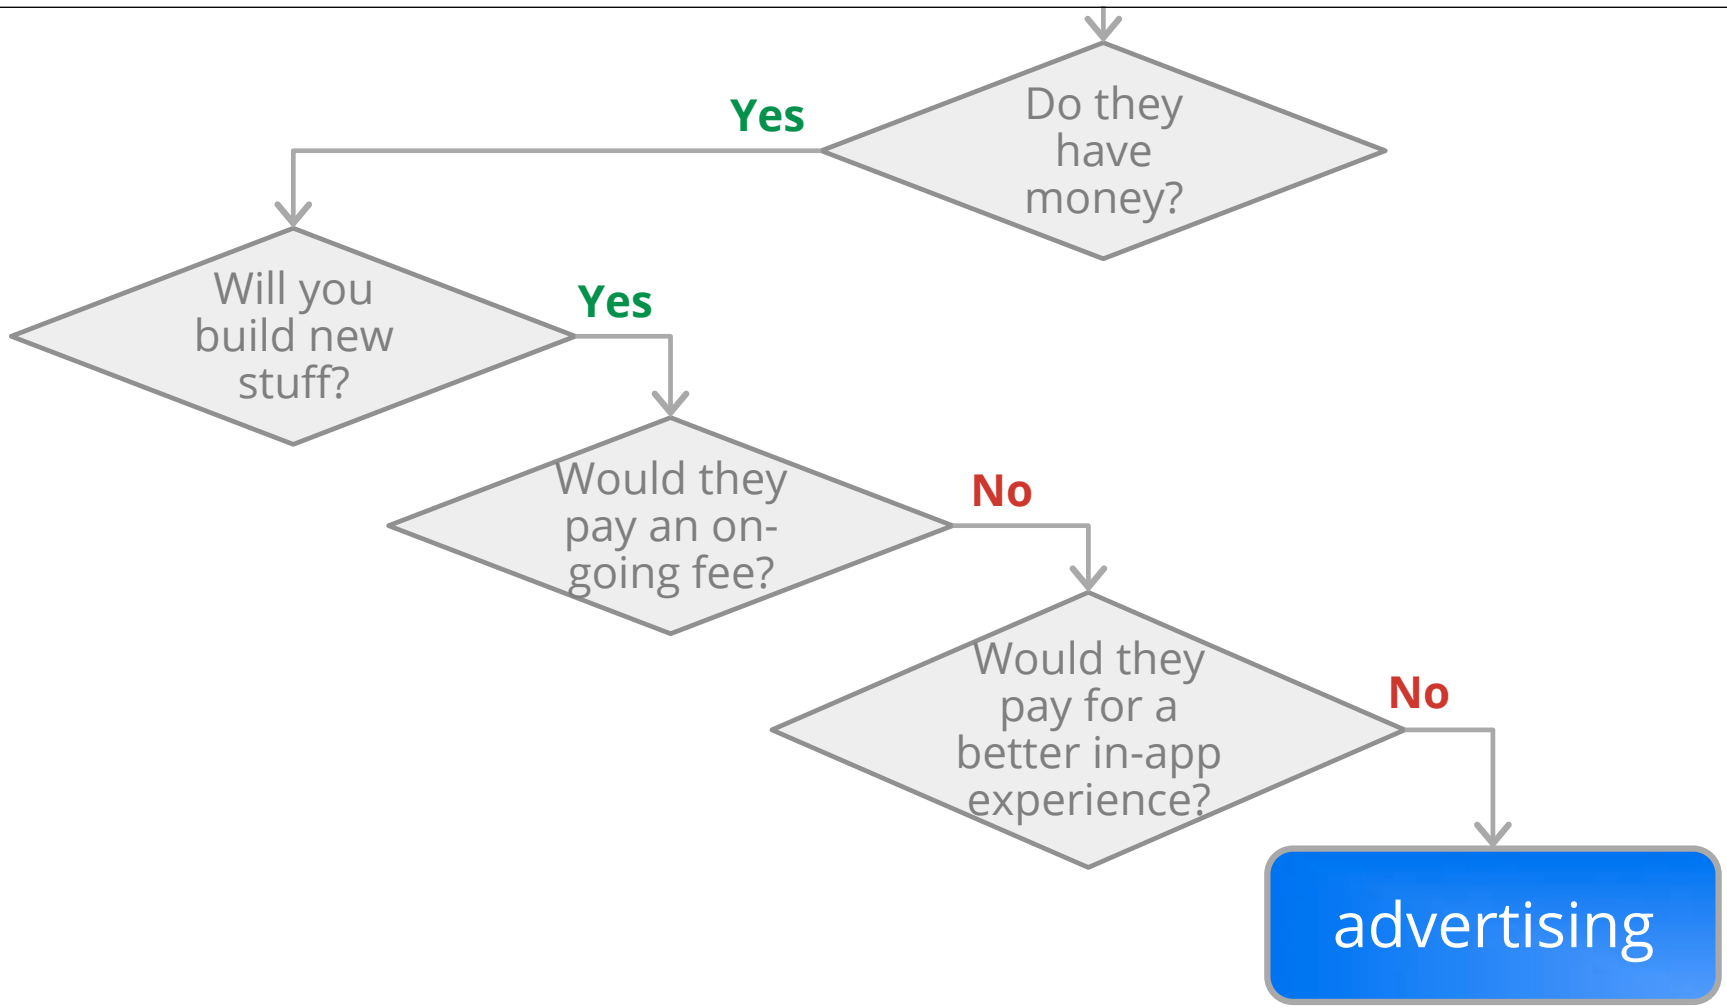 Do they
have
money?
Yes
Will you
build new
stuff?
Yes
Would they
pay an on-
going fee?
No
Would they
pay for a
better in-app
experience?
No
advertising